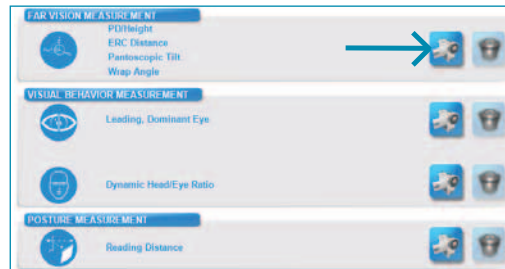 FAR VISION MEASUREMENT
PD/Height
ERC Distance
Pantoscopic Tilt
Wrap Angle
VISUAL BEHAVIOR MEASUREMENT
Leading, Dominant Eye
Dynamic Head/Eye Ratio
POSTURE MEASUREMENT
Reading Distance